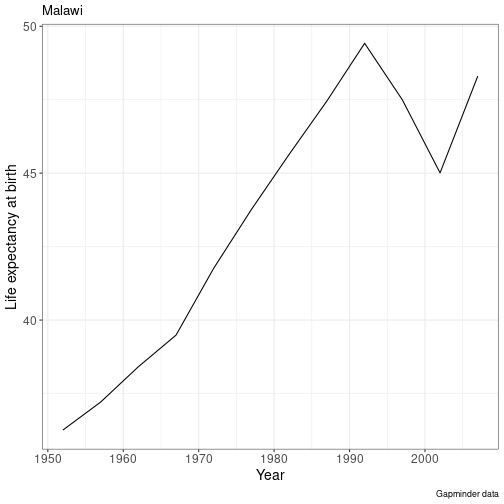 Malawi
50
45
40
Life expectancy at birth
1950 1960 1970 1980 1990 2000
Year
Gapminder data